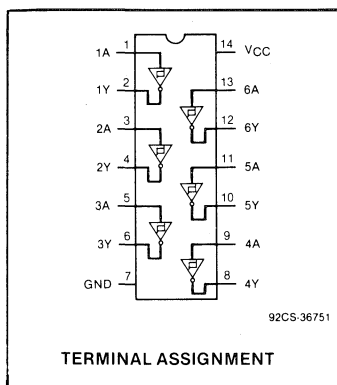 1A 1 14 VCC
1Y 2 13 6A
2A 3 12 6Y
2Y 4 11 5A
3A 5 10 5Y
3Y 6 9 4A
GND 7 8 4Y
92CS-36751
TERMINAL ASSIGNMENT